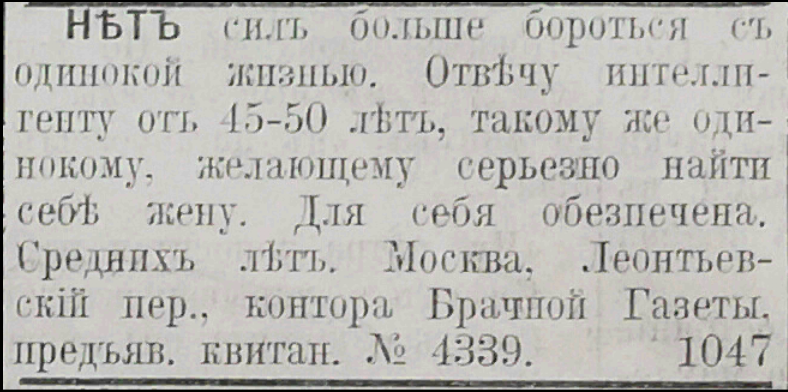 НѢТЪ силъ больше бороться съ
одинокой жизнью. Отвѣчу интелли-
генту отъ 45-50 лѣтъ, такому же оди-
нокому, желающему серьезно найти
себѣ жену. Для себя обезпечена.
Среднихъ лѣтъ. Москва, Леонтьев-
скій пер., контора Брачной Газеты,
предъяв. квитан. № 4339. 1047